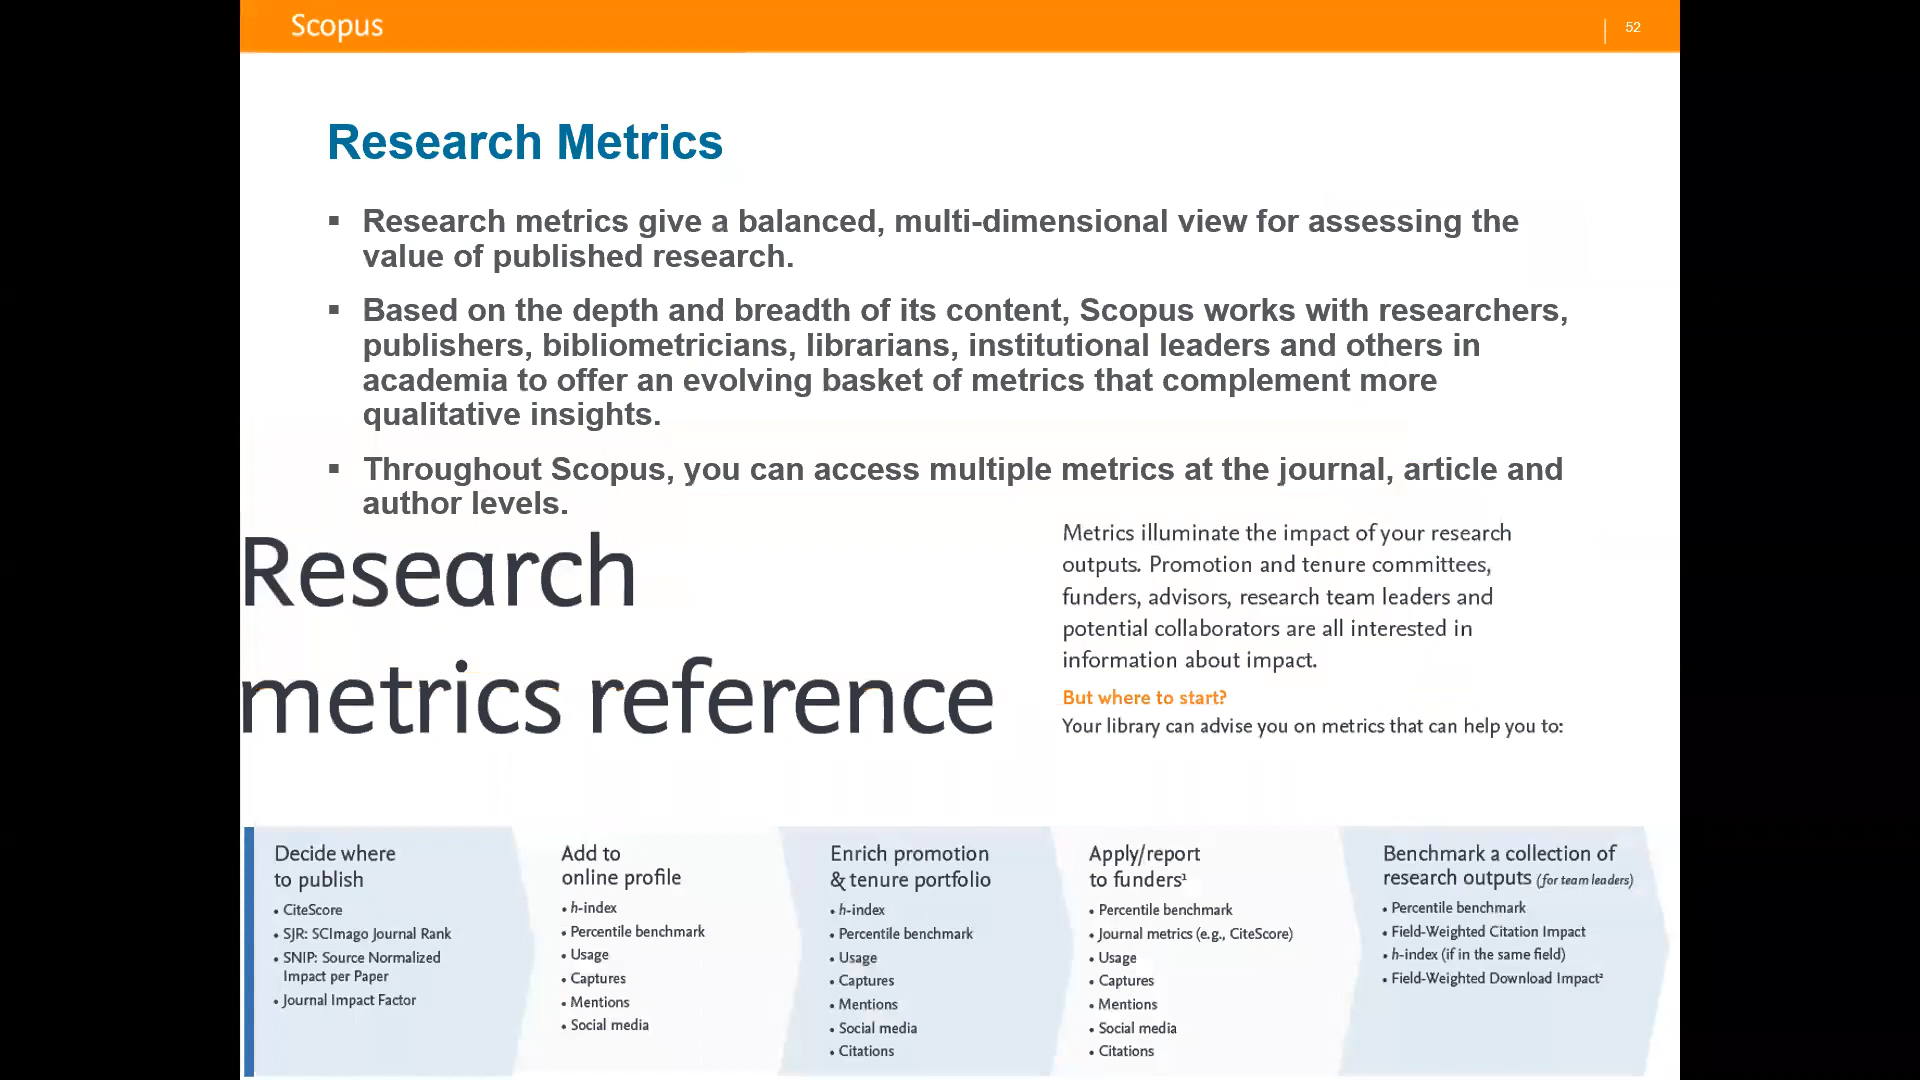 Scopus
52
Research Metrics
▪ Research metrics give a balanced, multi-dimensional view for assessing the
value of published research.
▪ Based on the depth and breadth of its content, Scopus works with researchers,
publishers, bibliometricians, librarians, institutional leaders and others in
academia to offer an evolving basket of metrics that complement more
qualitative insights.
▪ Throughout Scopus, you can access multiple metrics at the journal, article and
author levels.
Research
metrics reference
Metrics illuminate the impact of your research
outputs. Promotion and tenure committees,
funders, advisors, research team leaders and
potential collaborators are all interested in
information about impact.
But where to start?
Your library can advise you on metrics that can help you to:
Decide where
to publish
• CiteScore
• SJR: SCImago Journal Rank
• SNIP: Source Normalized
Impact per Paper
• Journal Impact Factor
Add to
online profile
• h-index
• Percentile benchmark
• Usage
• Captures
• Mentions
• Social media
Enrich promotion
& tenure portfolio
• h-index
• Percentile benchmark
• Usage
• Captures
• Mentions
• Social media
• Citations
Apply/report
to funders¹
• Percentile benchmark
• Journal metrics (e.g., CiteScore)
• Usage
• Captures
• Mentions
• Social media
• Citations
Benchmark a collection of
research outputs (for team leaders)
• Percentile benchmark
• Field-Weighted Citation Impact
• h-index (if in the same field)
• Field-Weighted Download Impact²